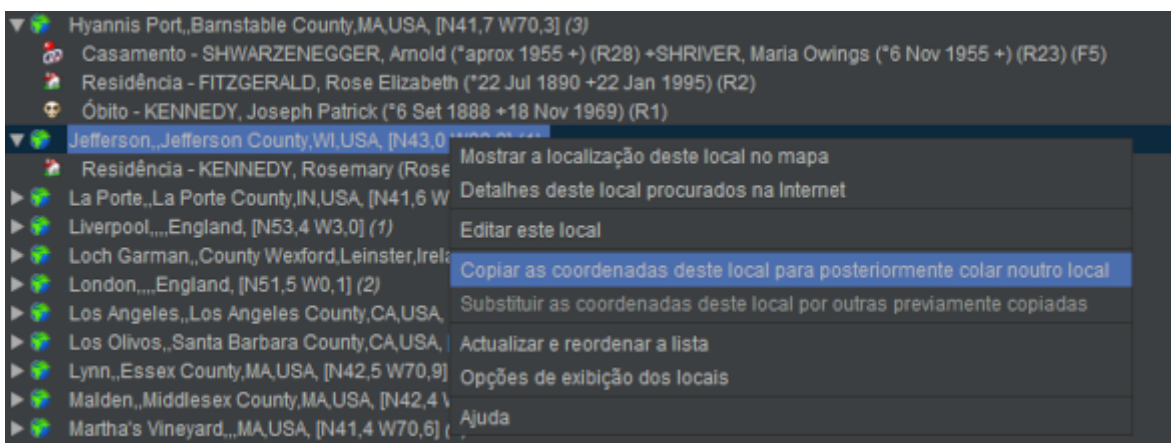 Hyannis Port,,Barnstable County,MA,USA, [N41,7 W70,3] (3)
Casamento - SHWARZENEGGER, Arnold (*aprox 1955 +) (R28) +SHRIVER, Maria Owings (*6 Nov 1955 +) (R23) (F5)
Residência - FITZGERALD, Rose Elizabeth (*22 Jul 1890 +22 Jan 1995) (R2)
Óbito - KENNEDY, Joseph Patrick (*6 Set 1888 +18 Nov 1969) (R1)
Jefferson,,Jefferson County,WI,USA, [N43,0
Residência - KENNEDY, Rosemary (Rose
La Porte,,La Porte County,IN,USA, [N41,6 W
Liverpool,,,,England, [N53,4 W3,0] (1)
Loch Garman,,County Wexford,Leinster,Irela
London,,,,England, [N51,5 W0,1] (2)
Los Angeles,,Los Angeles County,CA,USA,
Los Olivos,,Santa Barbara County,CA,USA,
Lynn,,Essex County,MA,USA, [N42,5 W70,9]
Malden,,Middlesex County,MA,USA, [N42,4
Martha's Vineyard,,,MA,USA, [N41,4 W70,6]
Mostrar a localização deste local no mapa
Detalhes deste local procurados na Internet
Editar este local
Copiar as coordenadas deste local para posteriormente colar noutro local
Substituir as coordenadas deste local por outras previamente copiadas
Actualizar e reordenar a lista
Opções de exibição dos locais
Ajuda